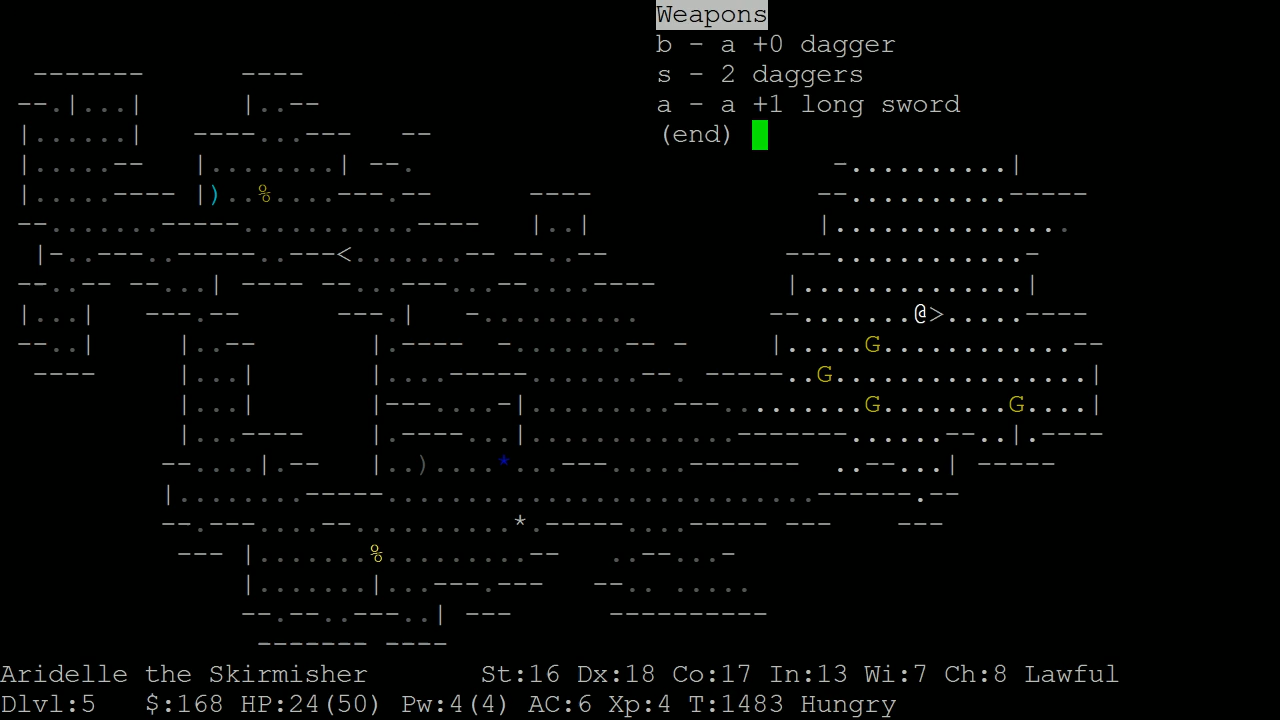 Weapons
b - a +0 dagger
s - 2 daggers
a - a +1 long sword
(end)
Aridelle the Skirmisher St:16 Dx:18 Co:17 In:13 Wi:7 Ch:8 Lawful
Dlvl:5 $:168 HP:24(50) Pw:4(4) AC:6 Xp:4 T:1483 Hungry